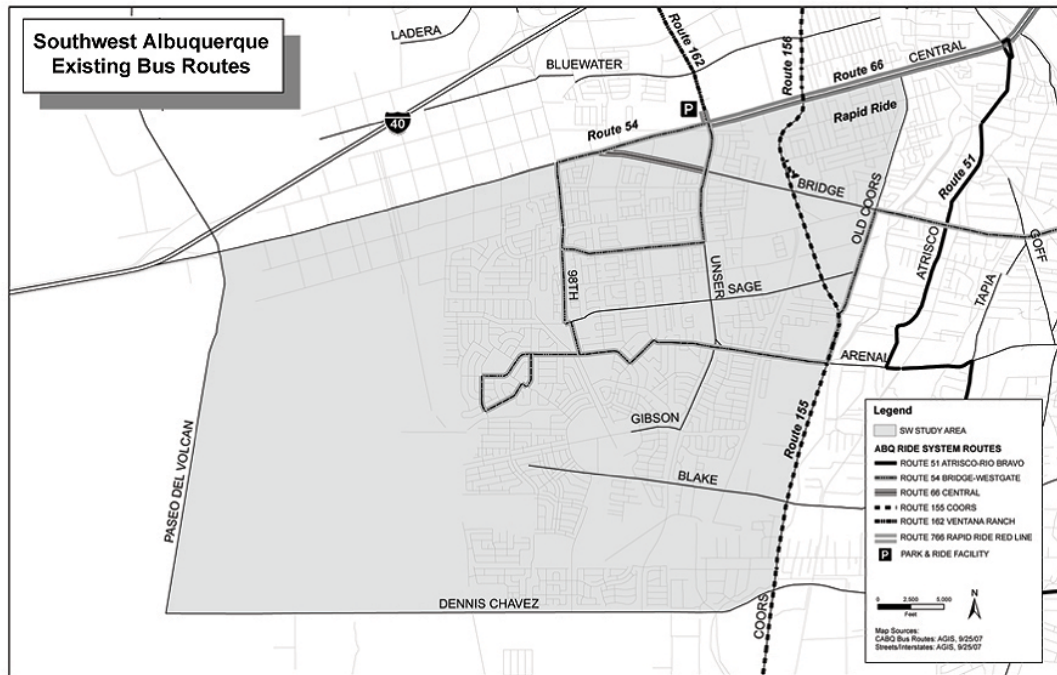 Southwest Albuquerque
Existing Bus Routes
LADERA
BLUEWATER
40
Route 162
Route 156
Route 66
CENTRAL
Route 54
P
Rapid Ride
BRIDGE
OLD COORS
Route 51
ATRISCO
GOFF
TAPIA
98TH
UNSER
SAGE
ARENAL
GIBSON
Route 155
BLAKE
PASEO DEL VOLCAN
DENNIS CHAVEZ
COORS
Legend
SW STUDY AREA
ABQ RIDE SYSTEM ROUTES
ROUTE 51 ATRISCO-RIO BRAVO
ROUTE 54 BRIDGE-WESTGATE
ROUTE 66 CENTRAL
ROUTE 155 COORS
ROUTE 162 VENTANA RANCH
ROUTE 766 RAPID RIDE RED LINE
P PARK & RIDE FACILITY
0 2,500 5,000
Feet
N
Map Sources:
CABQ Bus Routes: AGIS, 9/25/07
Streets/Interstates: AGIS, 9/25/07